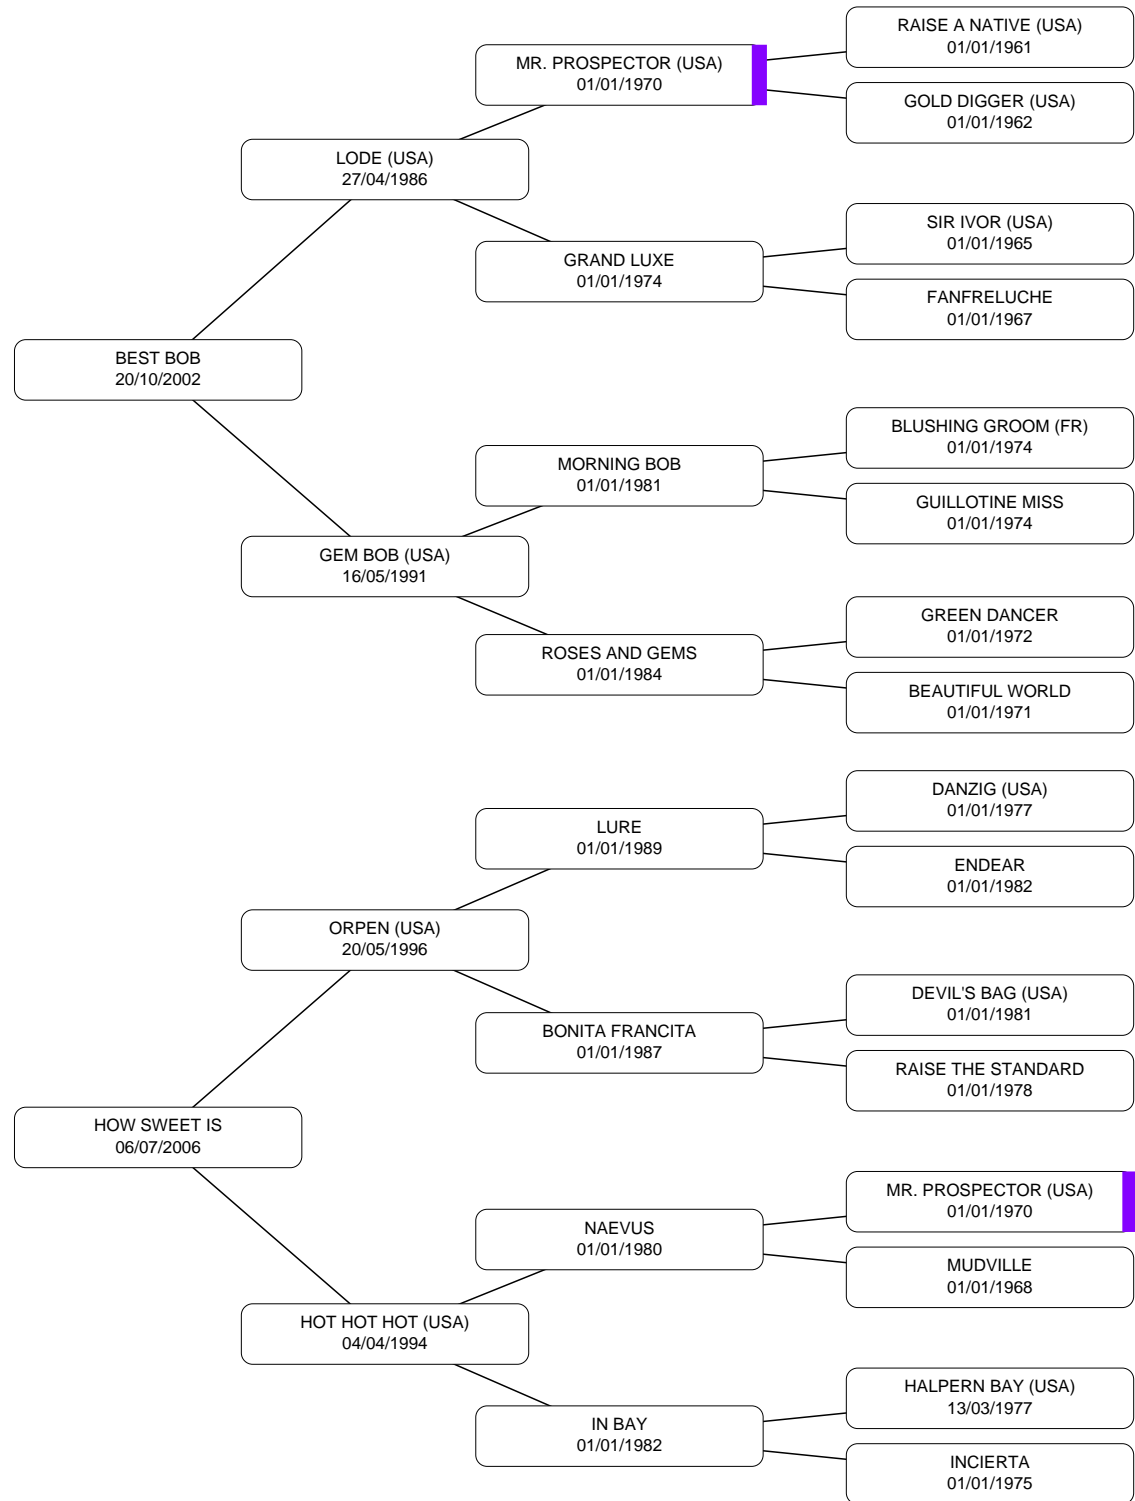 RAISE A NATIVE (USA)
01/01/1961
MR. PROSPECTOR (USA)
01/01/1970
GOLD DIGGER (USA)
01/01/1962
LODE (USA)
27/04/1986
SIR IVOR (USA)
01/01/1965
GRAND LUXE
01/01/1974
FANFRELUCHE
01/01/1967
BEST BOB
20/10/2002
BLUSHING GROOM (FR)
01/01/1974
MORNING BOB
01/01/1981
GUILLOTINE MISS
01/01/1974
GEM BOB (USA)
16/05/1991
GREEN DANCER
01/01/1972
ROSES AND GEMS
01/01/1984
BEAUTIFUL WORLD
01/01/1971
DANZIG (USA)
01/01/1977
LURE
01/01/1989
ENDEAR
01/01/1982
ORPEN (USA)
20/05/1996
DEVIL'S BAG (USA)
01/01/1981
BONITA FRANCITA
01/01/1987
RAISE THE STANDARD
01/01/1978
HOW SWEET IS
06/07/2006
MR. PROSPECTOR (USA)
01/01/1970
NAEVUS
01/01/1980
MUDVILLE
01/01/1968
HOT HOT HOT (USA)
04/04/1994
HALPERN BAY (USA)
13/03/1977
IN BAY
01/01/1982
INCIERTA
01/01/1975